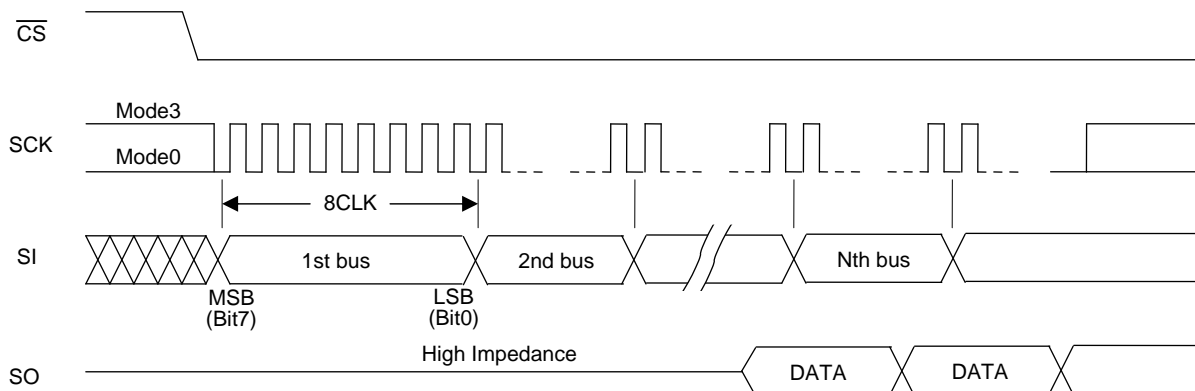 CS
Mode3
SCK
Mode0
8CLK
SI
1st bus
2nd bus
Nth bus
MSB
(Bit7)
LSB
(Bit0)
High Impedance
SO
DATA
DATA